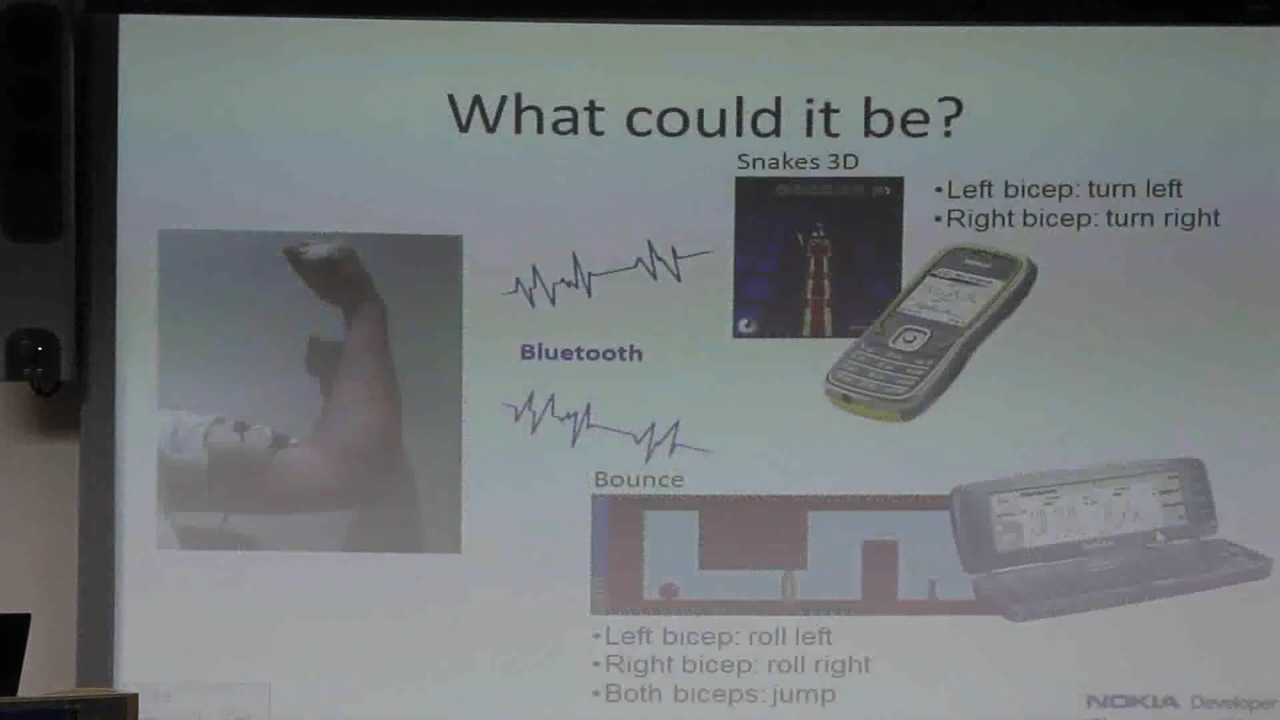 What could it be?
Snakes 3D
•Left bicep: turn left
•Right bicep: turn right
Bluetooth
Bounce
•Left bicep: roll left
•Right bicep: roll right
•Both biceps: jump
NOKIA Developer